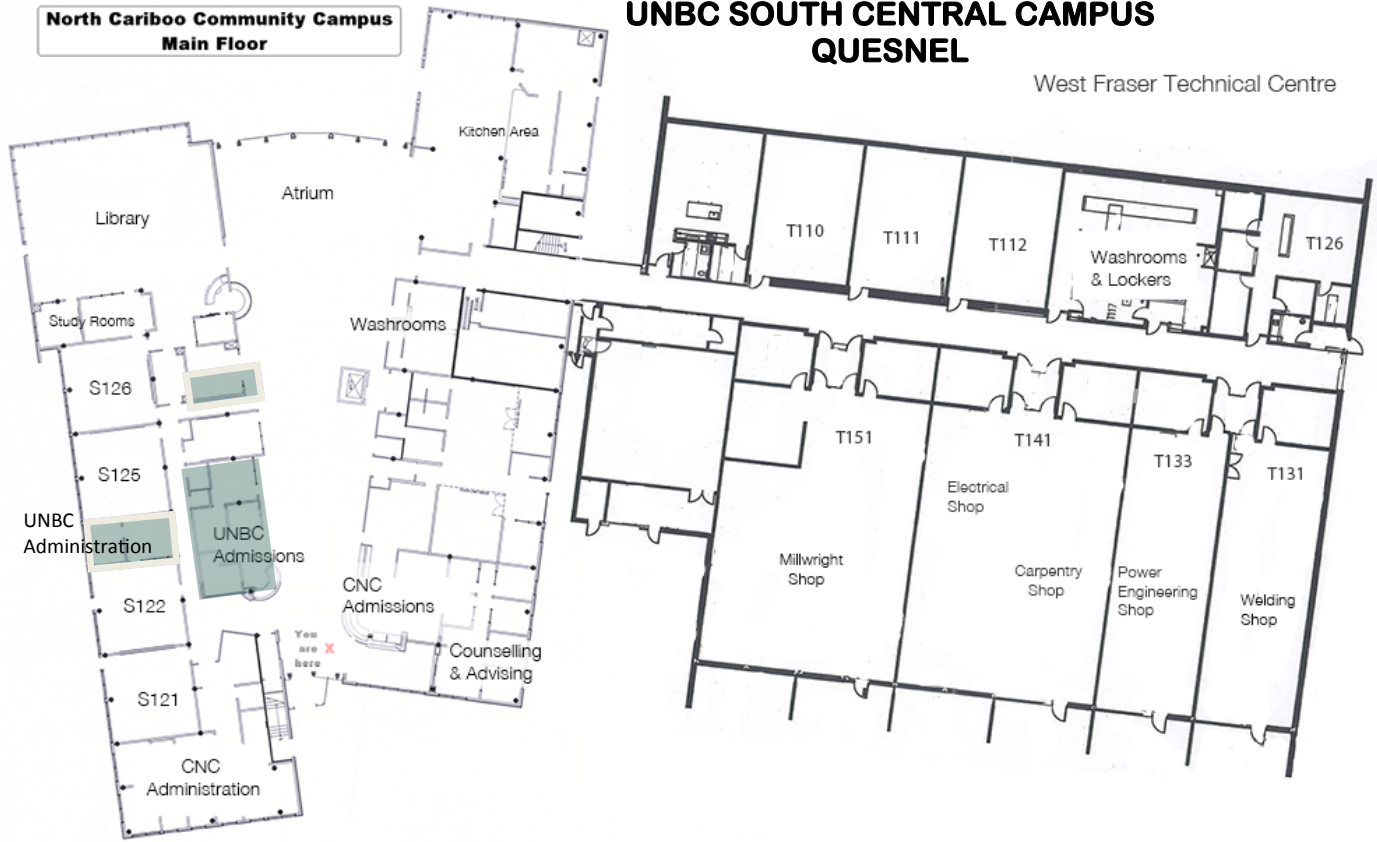 North Cariboo Community Campus
Main Floor
UNBC SOUTH CENTRAL CAMPUS
QUESNEL
West Fraser Technical Centre
Kitchen Area
Atrium
Library
T110
T111
T112
Washrooms
& Lockers
T126
Study Rooms
Washrooms
S126
S125
UNBC
Administration
UNBC
Admissions
S122
CNC
Admissions
You
are
here
X
Counselling
& Advising
S121
CNC
Administration
T151
T141
T133
T131
Electrical
Shop
Millwright
Shop
Carpentry
Shop
Power
Engineering
Shop
Welding
Shop